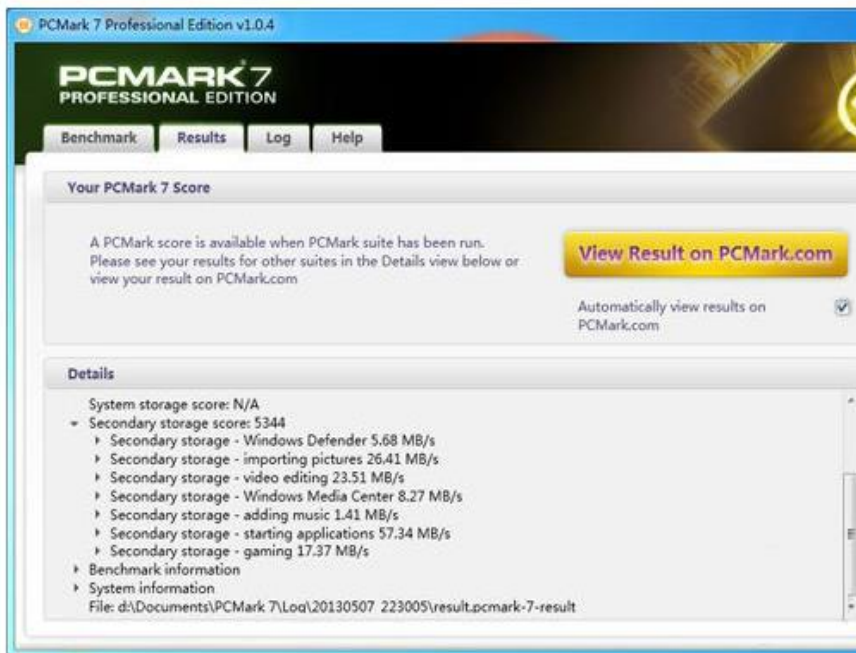 PCMark 7 Professional Edition v1.0.4
PCMARK 7
PROFESSIONAL EDITION
Benchmark Results Log Help
Your PCMark 7 Score
A PCMark score is available when PCMark suite has been run.
Please see your results for other suites in the Details view below or
view your result on PCMark.com
View Result on PCMark.com
Automatically view results on
PCMark.com
Details
System storage score: N/A
Secondary storage score: 5344
Secondary storage - Windows Defender 5.68 MB/s
Secondary storage - importing pictures 26.41 MB/s
Secondary storage - video editing 23.51 MB/s
Secondary storage - Windows Media Center 8.27 MB/s
Secondary storage - adding music 1.41 MB/s
Secondary storage - starting applications 57.34 MB/s
Secondary storage - gaming 17.37 MB/s
Benchmark information
System information
File: d:\Documents\PCMark 7\Log\20130507_223005\result.pcmark-7-result